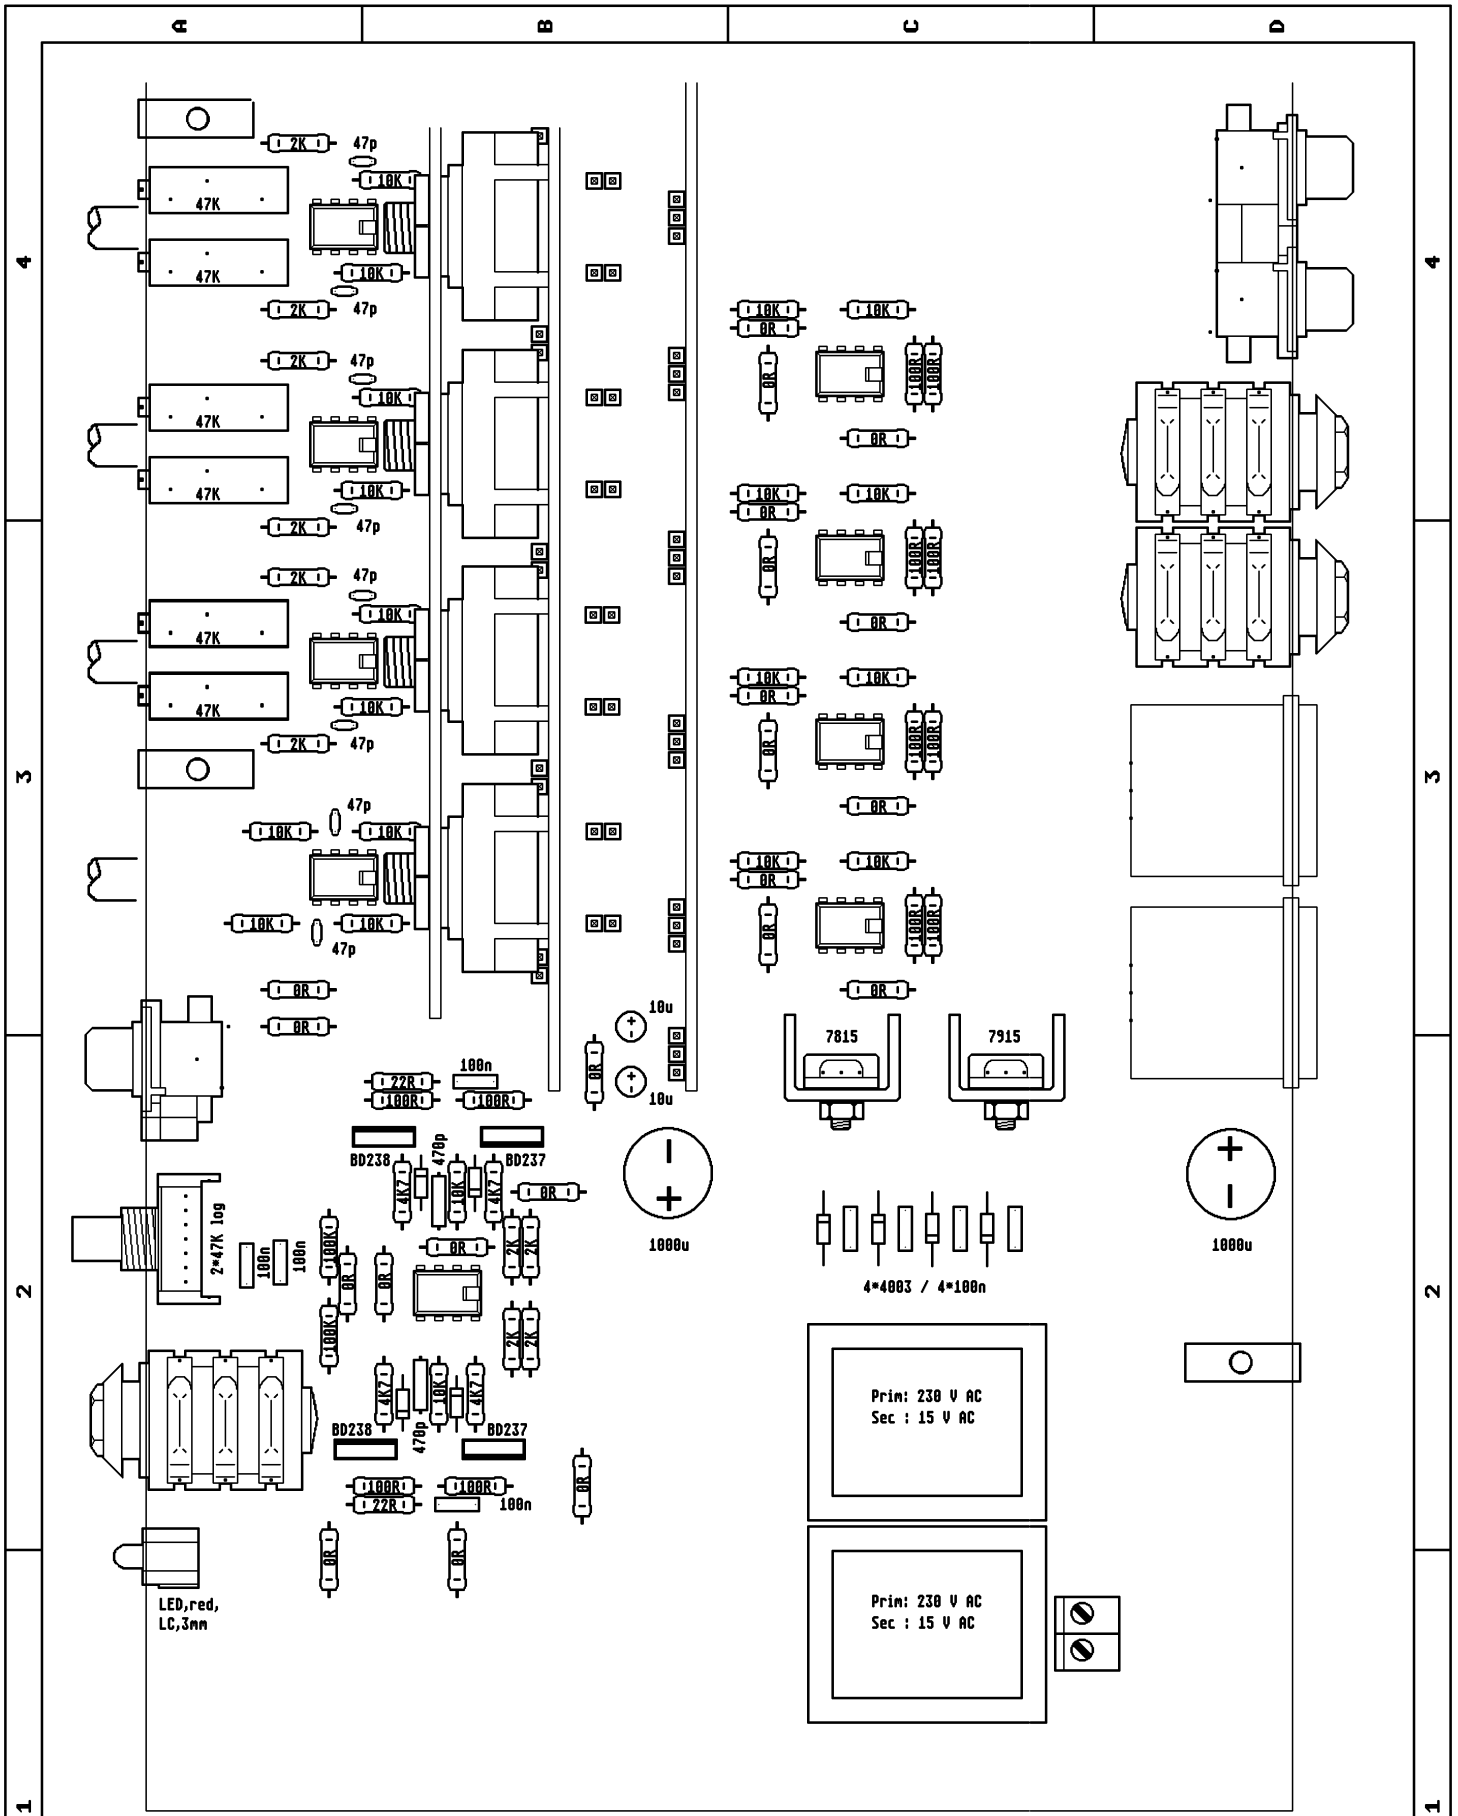 A
B
C
D
2K
47p
10K
47K
47K
10K
2K
47p
4
4
10K
10K
0R
0R
100R
100R
0R
2K
47p
10K
47K
47K
10K
2K
47p
10K
10K
0R
0R
100R
100R
0R
2K
47p
10K
47K
47K
10K
2K
47p
10K
10K
0R
0R
100R
100R
0R
3
3
47p
10K
10K
10K
10K
47p
10K
10K
0R
0R
100R
100R
0R
0R
0R
10u
0R
10u
7815
7915
100n
22R
100R
100R
BD238
470p
BD237
4K7
10K
4K7
0R
1000u
1000u
2*47K log
100n
100n
100K
0R
0R
0R
2K
2K
100K
2K
2K
4*4003 / 4*100n
2
2
4K7
10K
4K7
BD238
470p
BD237
100R
100R
22R
100n
0R
0R
0R
Prim: 230 V AC
Sec : 15 V AC
Prim: 230 V AC
Sec : 15 V AC
LED,red,
LC,3mm
1
1